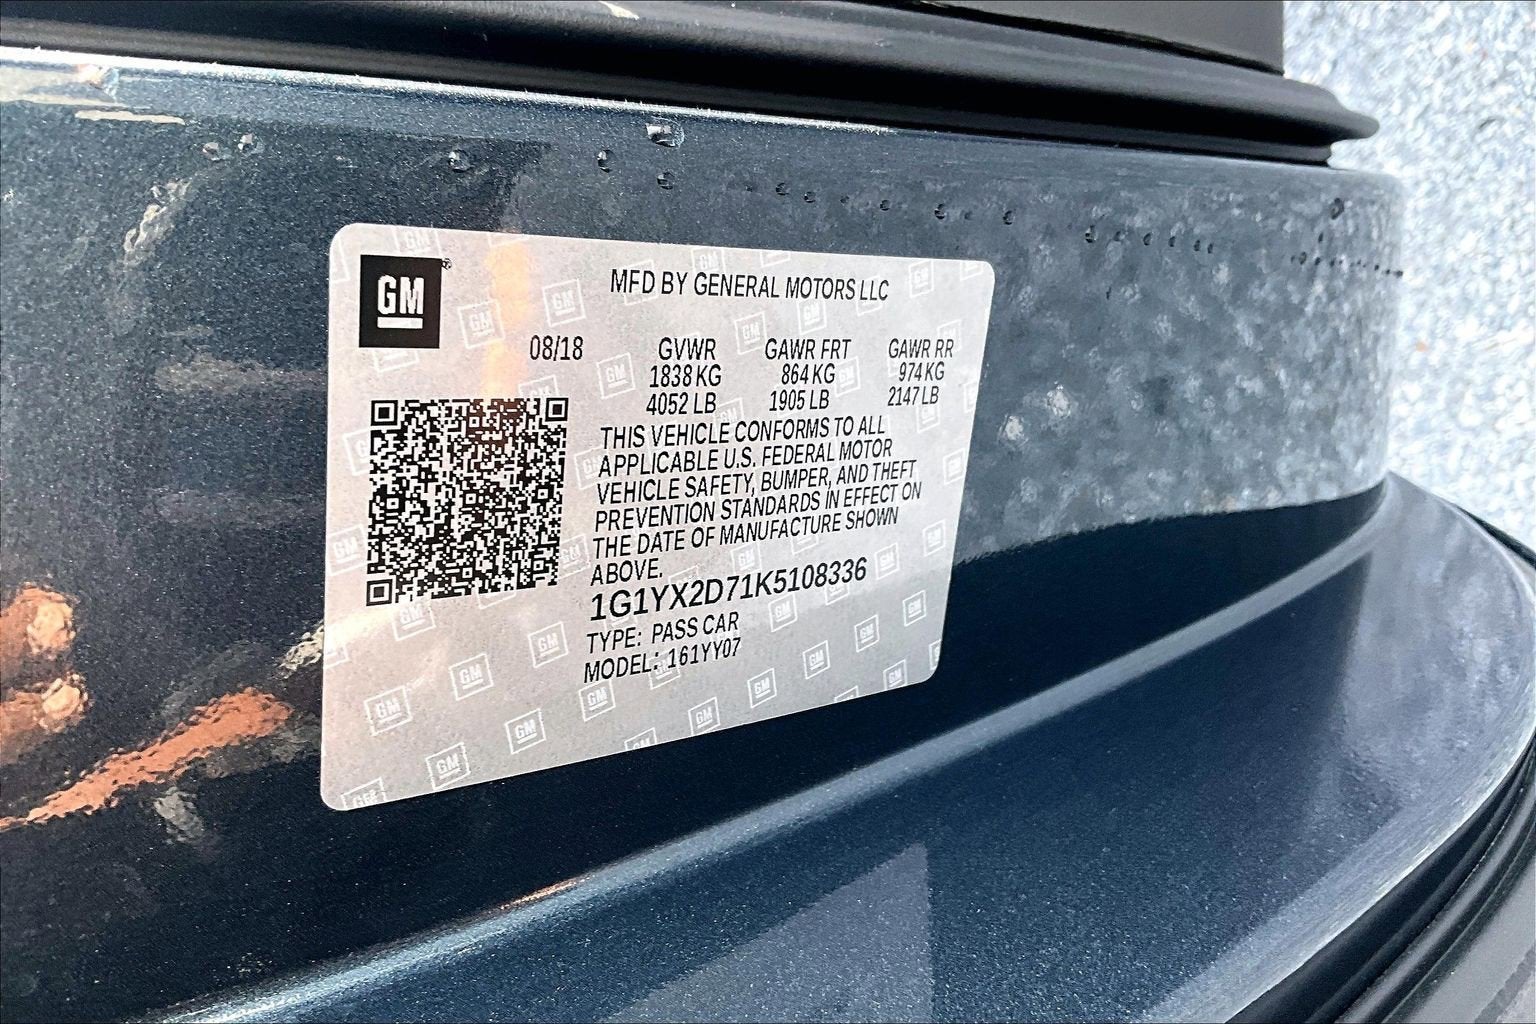 GM
MFD BY GENERAL MOTORS LLC
08/18 GVWR GAWR FRT GAWR RR
1838 KG 864 KG 974 KG
4052 LB 1905 LB 2147 LB
THIS VEHICLE CONFORMS TO ALL
APPLICABLE U.S. FEDERAL MOTOR
VEHICLE SAFETY, BUMPER, AND THEFT
PREVENTION STANDARDS IN EFFECT ON
THE DATE OF MANUFACTURE SHOWN
ABOVE.
1G1YX2D71K5108336
TYPE: PASS CAR
MODEL: 161YY07